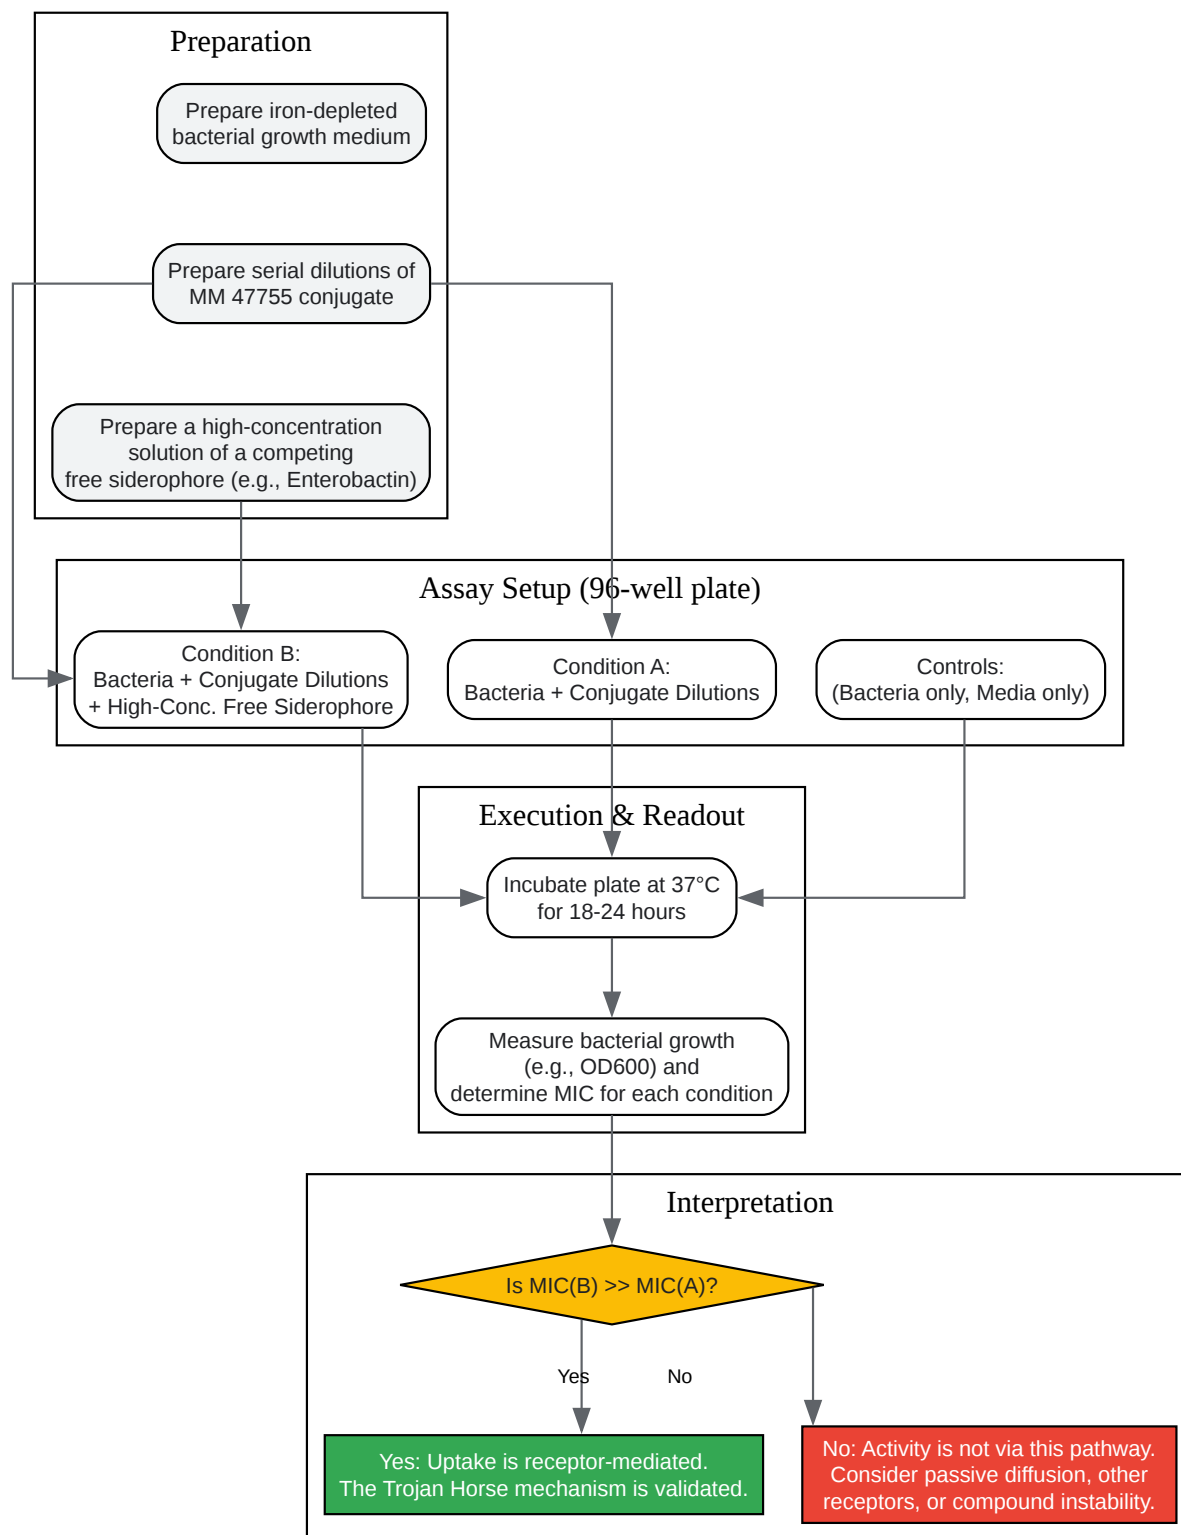 Preparation
Prepare iron-depleted
bacterial growth medium
Prepare serial dilutions of
MM 47755 conjugate
Prepare a high-concentration
solution of a competing
free siderophore (e.g., Enterobactin)
Assay Setup (96-well plate)
Condition B:
Bacteria + Conjugate Dilutions
+ High-Conc. Free Siderophore
Condition A:
Bacteria + Conjugate Dilutions
Controls:
(Bacteria only, Media only)
Execution & Readout
Incubate plate at 37°C
for 18-24 hours
Measure bacterial growth
(e.g., OD600) and
determine MIC for each condition
Interpretation
Is MIC(B) >> MIC(A)?
Yes
No
Yes: Uptake is receptor-mediated.
The Trojan Horse mechanism is validated.
No: Activity is not via this pathway.
Consider passive diffusion, other
receptors, or compound instability.